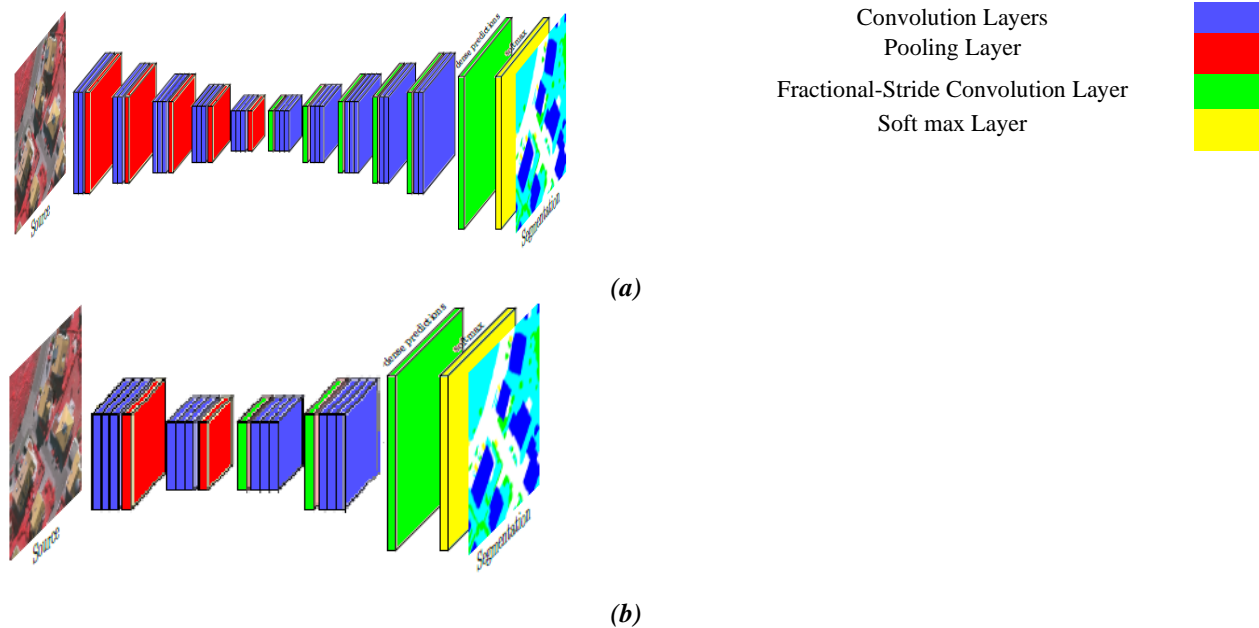 Convolution Layers
Pooling Layer
Fractional-Stride Convolution Layer
Soft max Layer
dense predictions
softmax
Source
Segmentation
(a)
dense predictions
softmax
Source
Segmentation
(b)